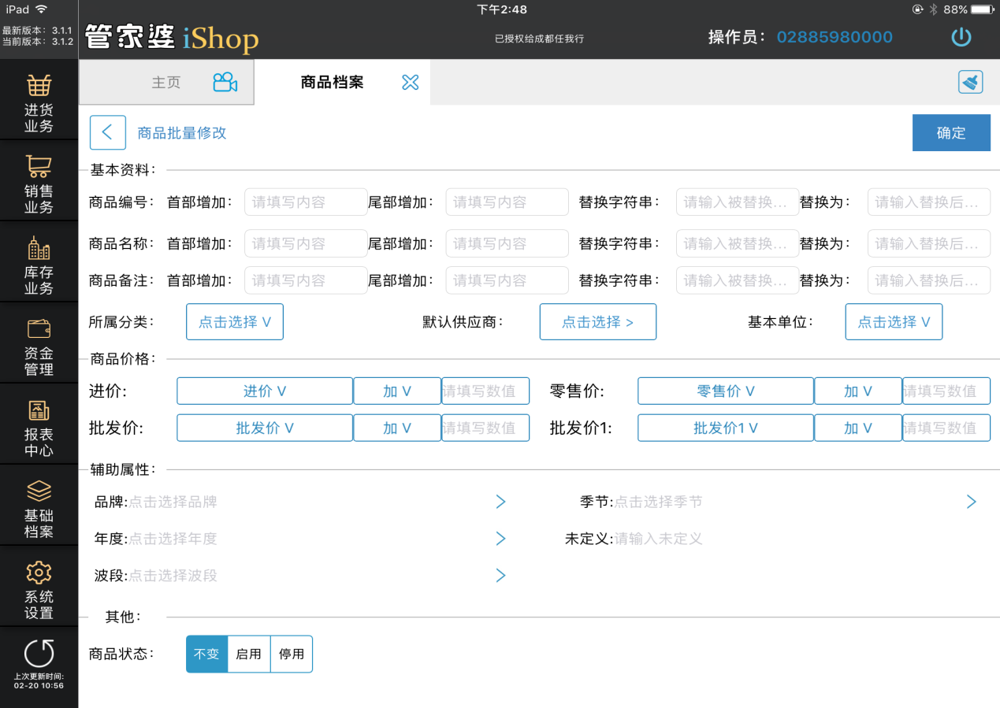 iPad 下午2:48 88%
最新版本：3.1.1
当前版本：3.1.2
管家婆 iShop
已授权给成都任我行
操作员：02885980000
主页
商品档案
进货
业务
销售
业务
库存
业务
资金
管理
报表
中心
基础
档案
系统
设置
上次更新时间:
02-20 10:56
商品批量修改
确定
基本资料：
商品编号： 首部增加： 请填写内容 尾部增加： 请填写内容 替换字符串： 请输入被替换... 替换为： 请输入替换后...
商品名称： 首部增加： 请填写内容 尾部增加： 请填写内容 替换字符串： 请输入被替换... 替换为： 请输入替换后...
商品备注： 首部增加： 请填写内容 尾部增加： 请填写内容 替换字符串： 请输入被替换... 替换为： 请输入替换后...
所属分类： 点击选择 V 默认供应商： 点击选择 > 基本单位： 点击选择 V
商品价格：
进价: 进价 V 加 V 请填写数值 零售价: 零售价 V 加 V 请填写数值
批发价: 批发价 V 加 V 请填写数值 批发价1: 批发价1 V 加 V 请填写数值
辅助属性：
品牌:点击选择品牌 季节:点击选择季节
年度:点击选择年度 未定义:请输入未定义
波段:点击选择波段
其他：
商品状态： 不变 启用 停用